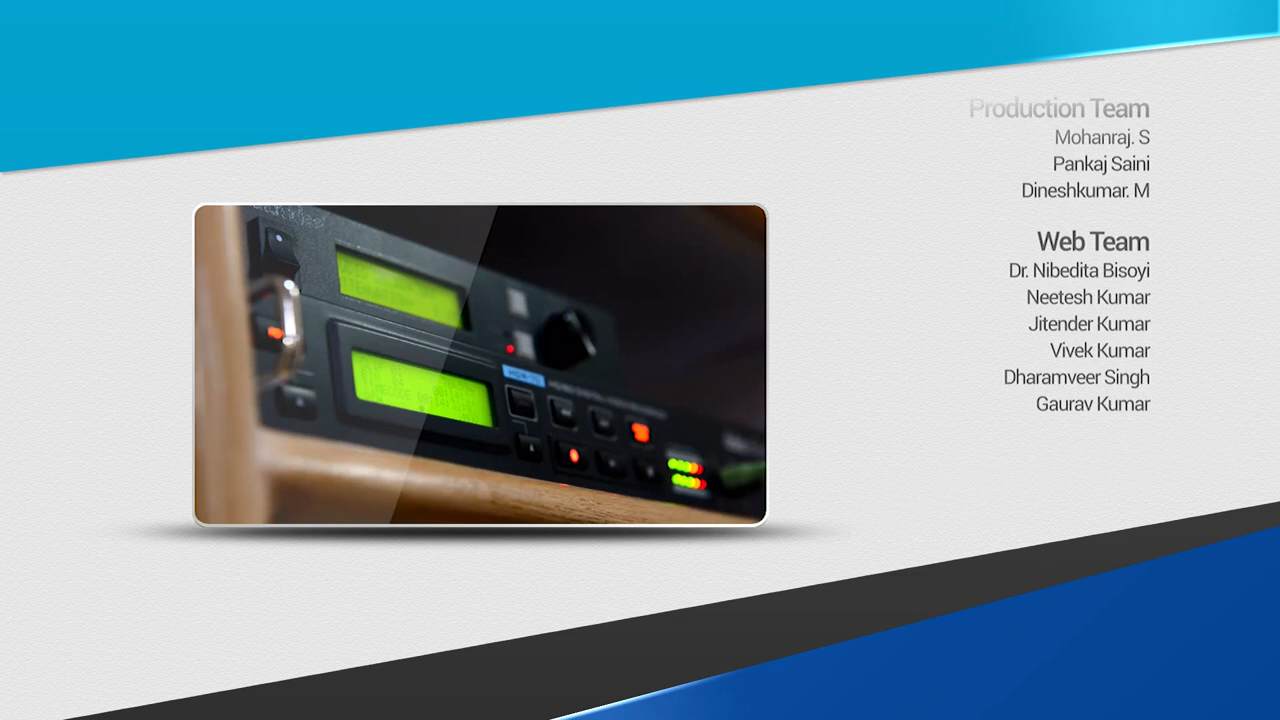 Production Team
Mohanraj. S
Pankaj Saini
Dineshkumar. M
Web Team
Dr. Nibedita Bisoyi
Neetesh Kumar
Jitender Kumar
Vivek Kumar
Dharamveer Singh
Gaurav Kumar